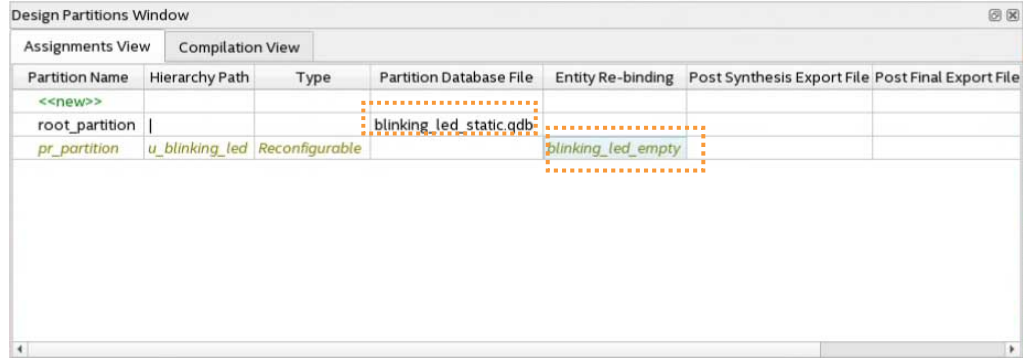 Design Partitions Window
Assignments View Compilation View
Partition Name Hierarchy Path Type Partition Database File Entity Re-binding Post Synthesis Export File Post Final Export File
<<new>>
root_partition | blinking_led_static.qdb
pr_partition u_blinking_led Reconfigurable blinking_led_empty